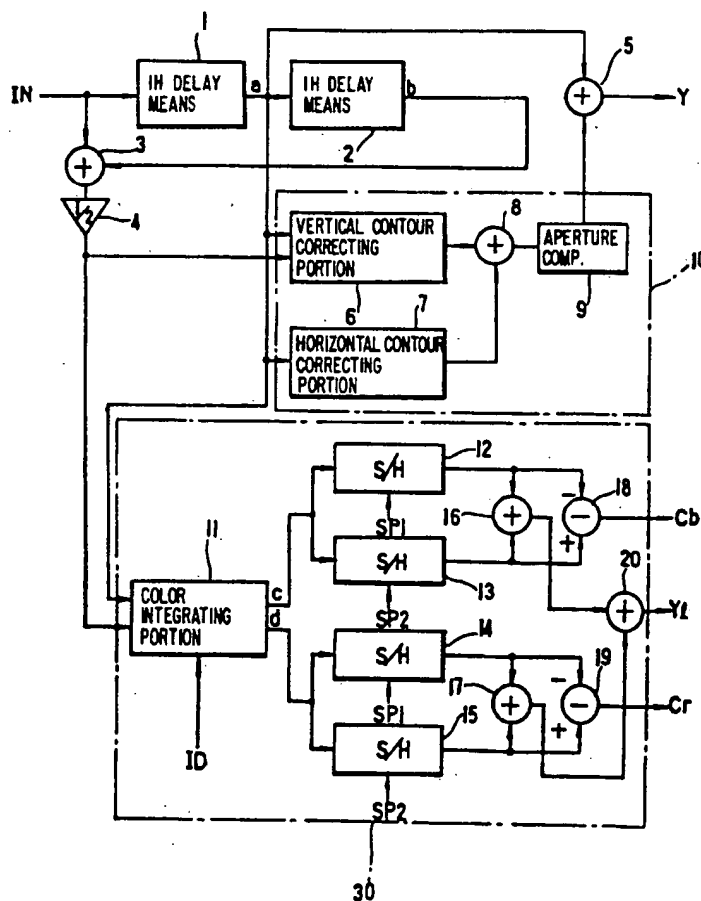 1
5
IN
1H DELAY
MEANS
a
1H DELAY
MEANS
b
+
Y
3
+
2
4
1/2
VERTICAL CONTOUR
CORRECTING
PORTION
8
+
APERTURE
COMP.
10
6
7
9
HORIZONTAL CONTOUR
CORRECTING
PORTION
12
S/H
-
18
16
+
-
Cb
SP1
+
11
S/H
20
COLOR
INTEGRATING
PORTION
c
13
+
Yl
d
SP2
14
S/H
19
17
-
+
-
Cr
SP1
+
15
S/H
ID
SP2
30